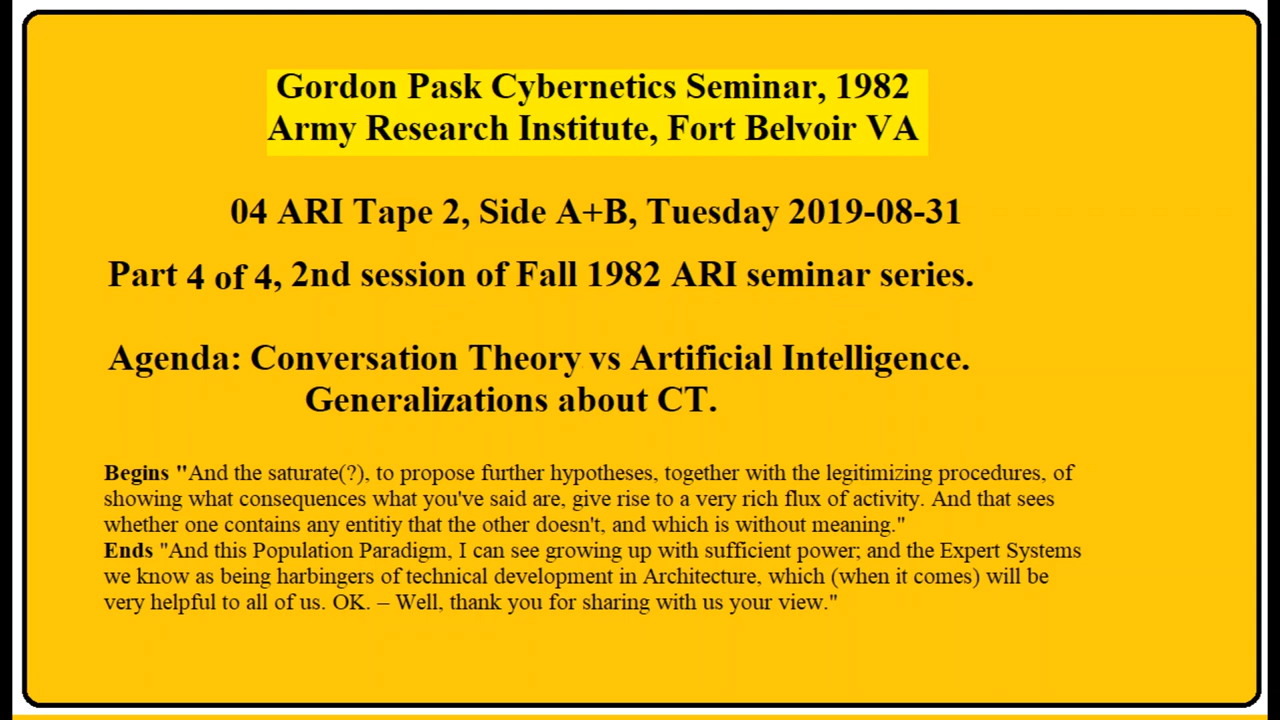 Gordon Pask Cybernetics Seminar, 1982
Army Research Institute, Fort Belvoir VA
04 ARI Tape 2, Side A+B, Tuesday 2019-08-31
Part 4 of 4, 2nd session of Fall 1982 ARI seminar series.
Agenda: Conversation Theory vs Artificial Intelligence.
Generalizations about CT.
Begins "And the saturate(?), to propose further hypotheses, together with the legitimizing procedures, of
showing what consequences what you've said are, give rise to a very rich flux of activity. And that sees
whether one contains any entitiy that the other doesn't, and which is without meaning."
Ends "And this Population Paradigm, I can see growing up with sufficient power; and the Expert Systems
we know as being harbingers of technical development in Architecture, which (when it comes) will be
very helpful to all of us. OK. – Well, thank you for sharing with us your view."